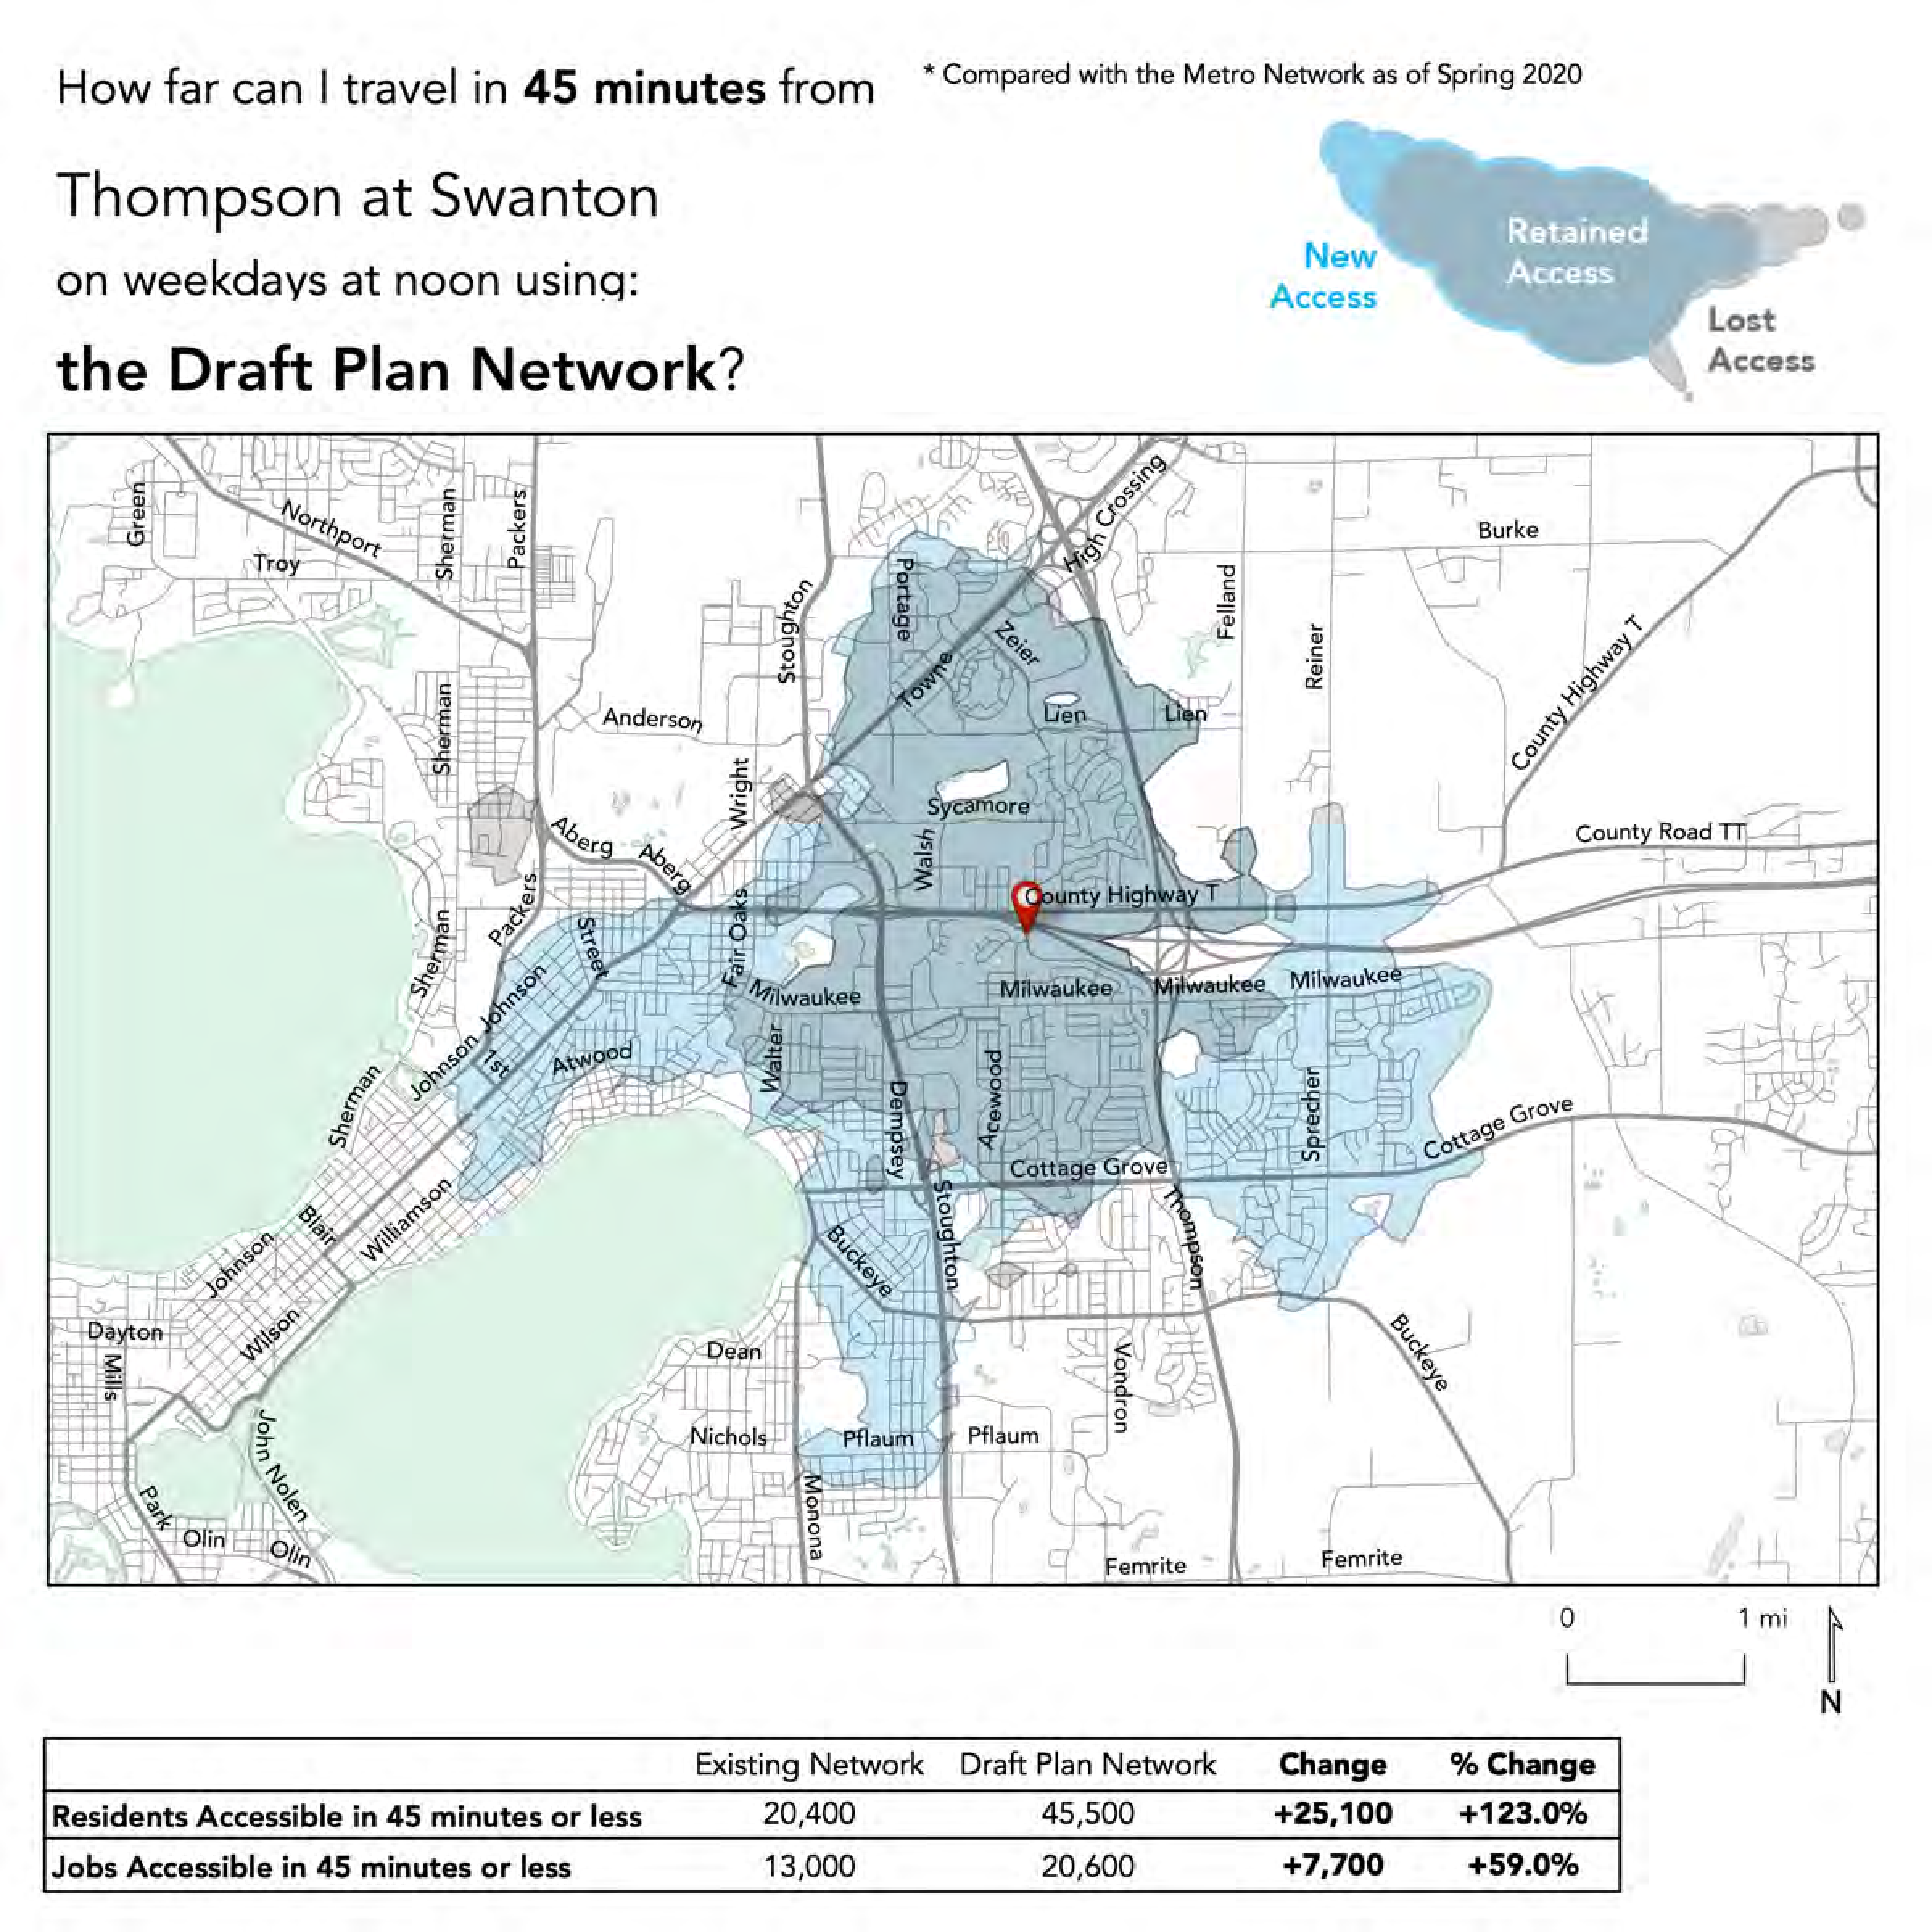 How far can I travel in 45 minutes from
* Compared with the Metro Network as of Spring 2020
Thompson at Swanton
on weekdays at noon using:
the Draft Plan Network?
New
Access
Retained
Access
Lost
Access
Green
Northport
Troy
Sherman
Packers
Stoughton
Portage
High Crossing
Burke
Felland
Reiner
County Highway T
Zeier
Towne
Lien
Lien
Sherman
Anderson
Wright
Sycamore
Walsh
County Road TT
Aberg
Aberg
Packers
Sherman
Street
Fair Oaks
County Highway T
Johnson
Milwaukee
Milwaukee
Milwaukee
Milwaukee
Johnson
1st
Atwood
Walter
Dempsey
Acewood
Sprecher
Sherman
Cottage Grove
Cottage Grove
Stoughton
Thompson
Blair
Williamson
Johnson
Buckeye
Buckeye
Wilson
Dayton
Mills
Dean
Vondron
Nichols
Pflaum
Pflaum
John Nolen
Park
Monona
Olin
Olin
Femrite
Femrite
0 1 mi
N
Existing Network Draft Plan Network Change % Change
Residents Accessible in 45 minutes or less 20,400 45,500 +25,100 +123.0%
Jobs Accessible in 45 minutes or less 13,000 20,600 +7,700 +59.0%